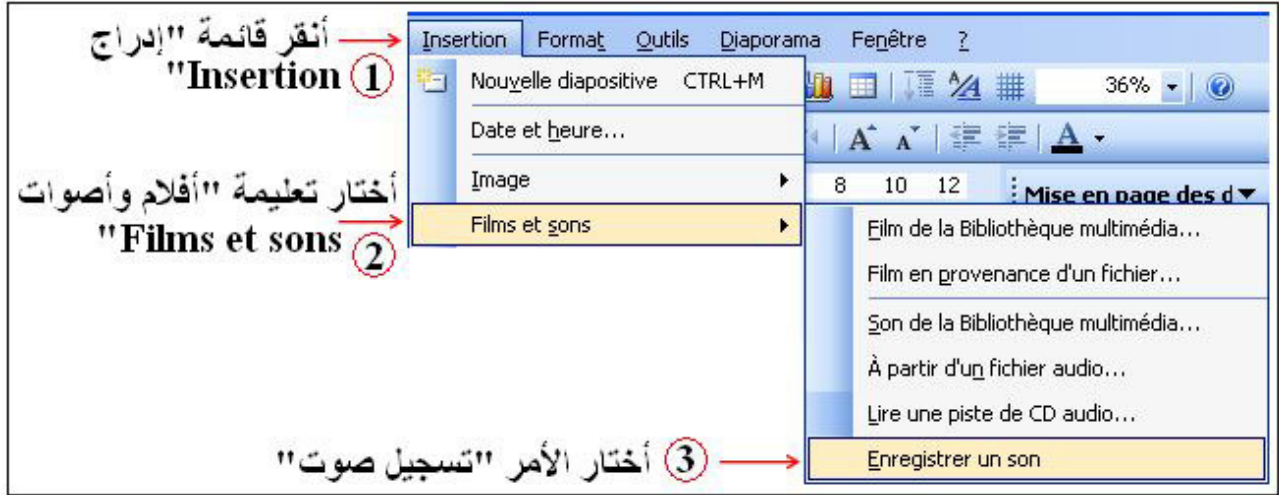 أنقر قائمة "إدراج
Insertion" ①
Insertion Format Outils Diaporama Fenêtre ?
Nouvelle diapositive CTRL+M
36%
Date et heure...
A A A
Image
8 10 12
Mise en page des d
أختار تعليمة "أفلام وأصوات
Films et sons" ②
Films et sons
Film de la Bibliothèque multimédia...
Film en provenance d'un fichier...
Son de la Bibliothèque multimédia...
À partir d'un fichier audio...
Lire une piste de CD audio...
③ أختار الأمر "تسجيل صوت"
Enregistrer un son